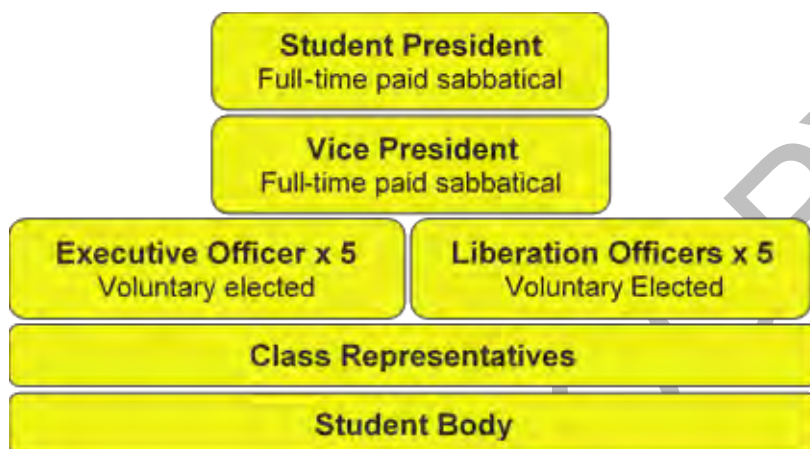 Student President
Full-time paid sabbatical
Vice President
Full-time paid sabbatical
Executive Officer x 5
Voluntary elected
Liberation Officers x 5
Voluntary Elected
Class Representatives
Student Body